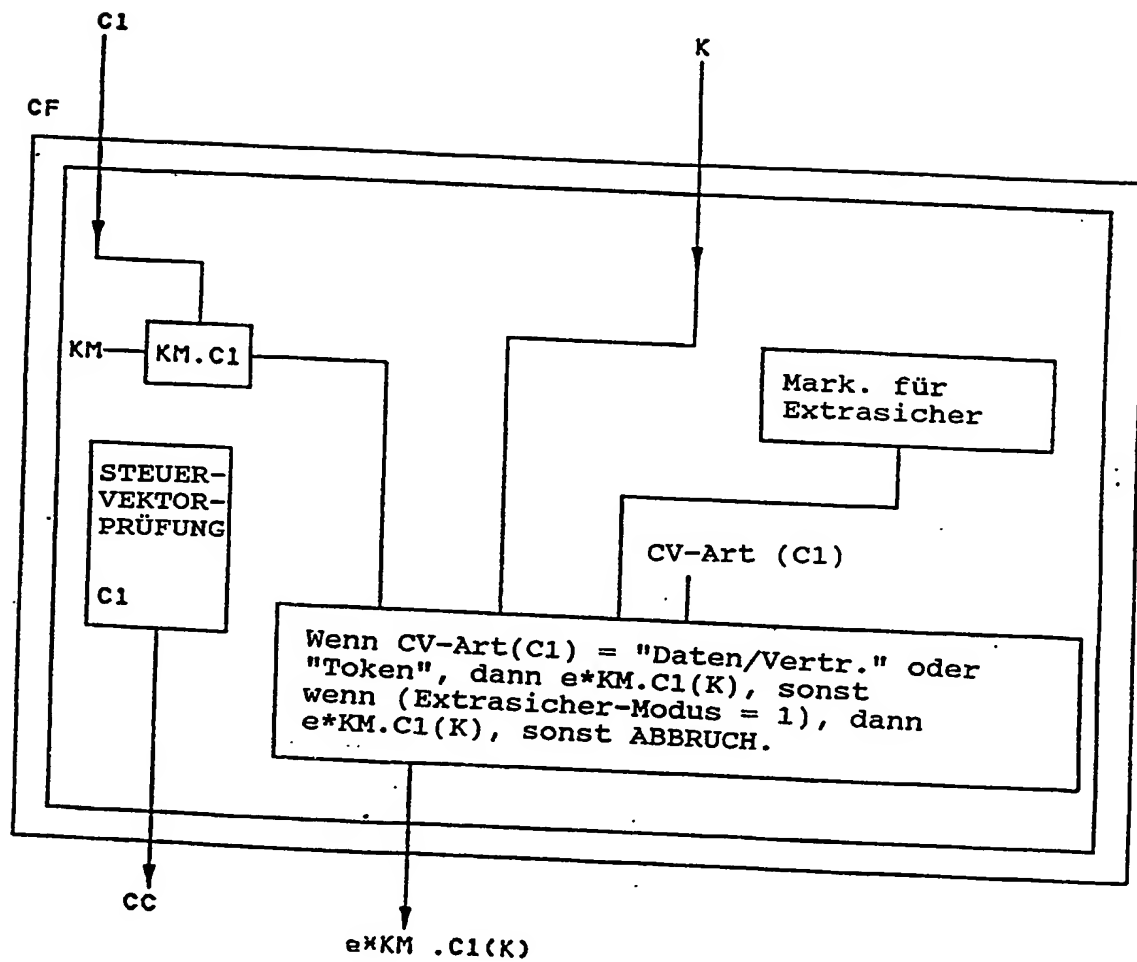 C1
K
CF
KM
KM.C1
Mark. für
Extrasicher
STEUER-
VEKTOR-
PRÜFUNG
C1
CV-Art (C1)
Wenn CV-Art(C1) = "Daten/Vertr." oder
"Token", dann e*KM.C1(K), sonst
wenn (Extrasicher-Modus = 1), dann
e*KM.C1(K), sonst ABBRUCH.
CC
e*KM .C1(K)